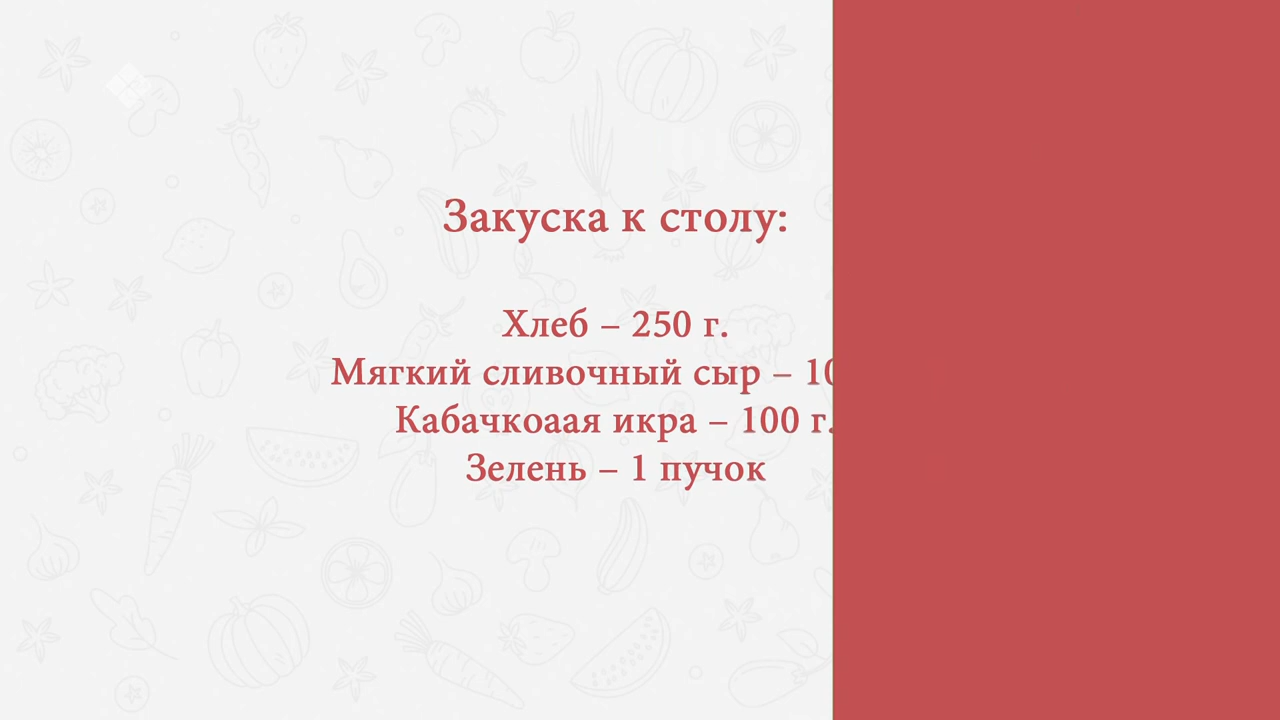 Закуска к столу:
Хлеб – 250 г.
Мягкий сливочный сыр – 10
Кабачкоаая икра – 100 г.
Зелень – 1 пучок